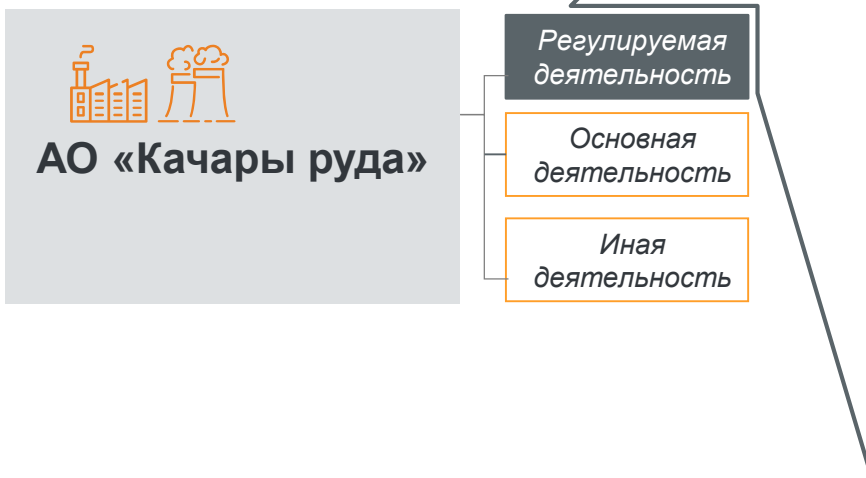 АО «Качары руда»
Регулируемая
деятельность
Основная
деятельность
Иная
деятельность